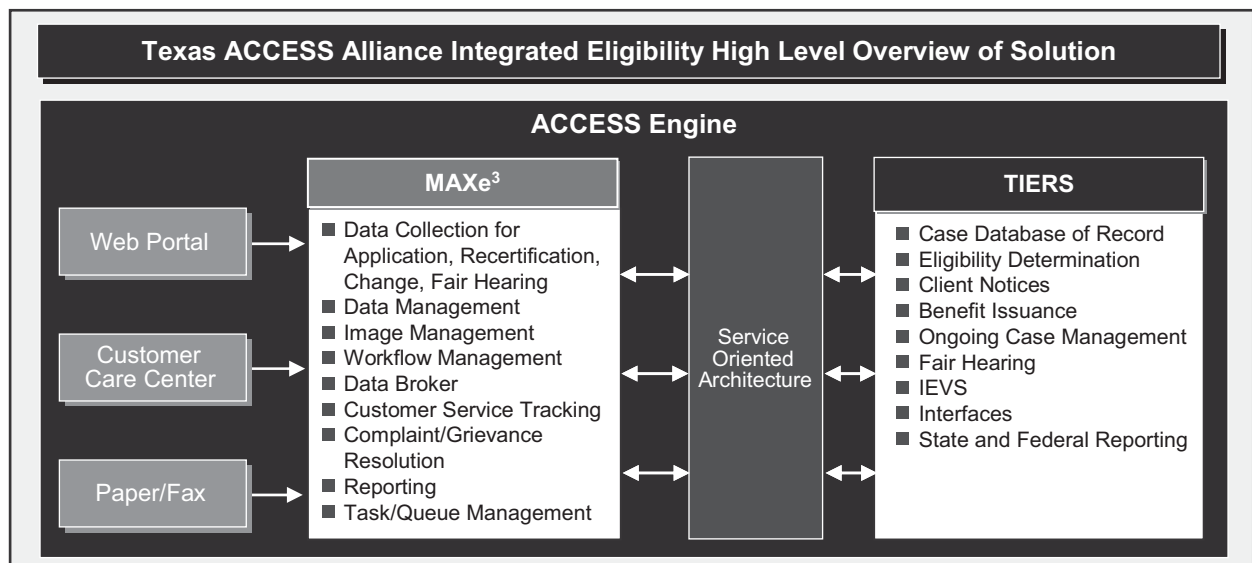 Texas ACCESS Alliance Integrated Eligibility High Level Overview of Solution
ACCESS Engine
Web Portal
Customer
Care Center
Paper/Fax
MAXe³
■ Data Collection for
Application, Recertification,
Change, Fair Hearing
■ Data Management
■ Image Management
■ Workflow Management
■ Data Broker
■ Customer Service Tracking
■ Complaint/Grievance
Resolution
■ Reporting
■ Task/Queue Management
Service
Oriented
Architecture
TIERS
■ Case Database of Record
■ Eligibility Determination
■ Client Notices
■ Benefit Issuance
■ Ongoing Case Management
■ Fair Hearing
■ IEVS
■ Interfaces
■ State and Federal Reporting